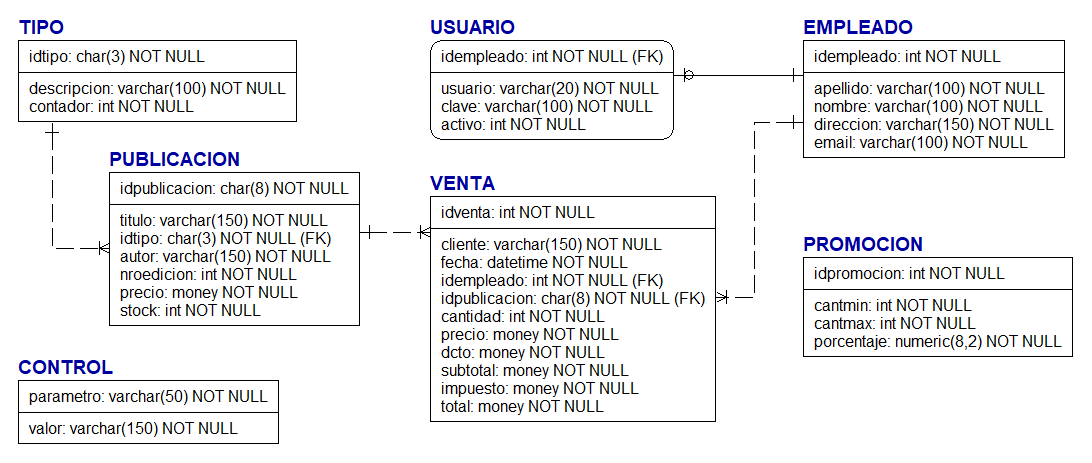 TIPO
idtipo: char(3) NOT NULL
descripcion: varchar(100) NOT NULL
contador: int NOT NULL
USUARIO
idempleado: int NOT NULL (FK)
usuario: varchar(20) NOT NULL
clave: varchar(100) NOT NULL
activo: int NOT NULL
EMPLEADO
idempleado: int NOT NULL
apellido: varchar(100) NOT NULL
nombre: varchar(100) NOT NULL
direccion: varchar(150) NOT NULL
email: varchar(100) NOT NULL
PUBLICACION
idpublicacion: char(8) NOT NULL
titulo: varchar(150) NOT NULL
idtipo: char(3) NOT NULL (FK)
autor: varchar(150) NOT NULL
nroedicion: int NOT NULL
precio: money NOT NULL
stock: int NOT NULL
VENTA
idventa: int NOT NULL
cliente: varchar(150) NOT NULL
fecha: datetime NOT NULL
idempleado: int NOT NULL (FK)
idpublicacion: char(8) NOT NULL (FK)
cantidad: int NOT NULL
precio: money NOT NULL
dcto: money NOT NULL
subtotal: money NOT NULL
impuesto: money NOT NULL
total: money NOT NULL
PROMOCION
idpromocion: int NOT NULL
cantmin: int NOT NULL
cantmax: int NOT NULL
porcentaje: numeric(8,2) NOT NULL
CONTROL
parametro: varchar(50) NOT NULL
valor: varchar(150) NOT NULL